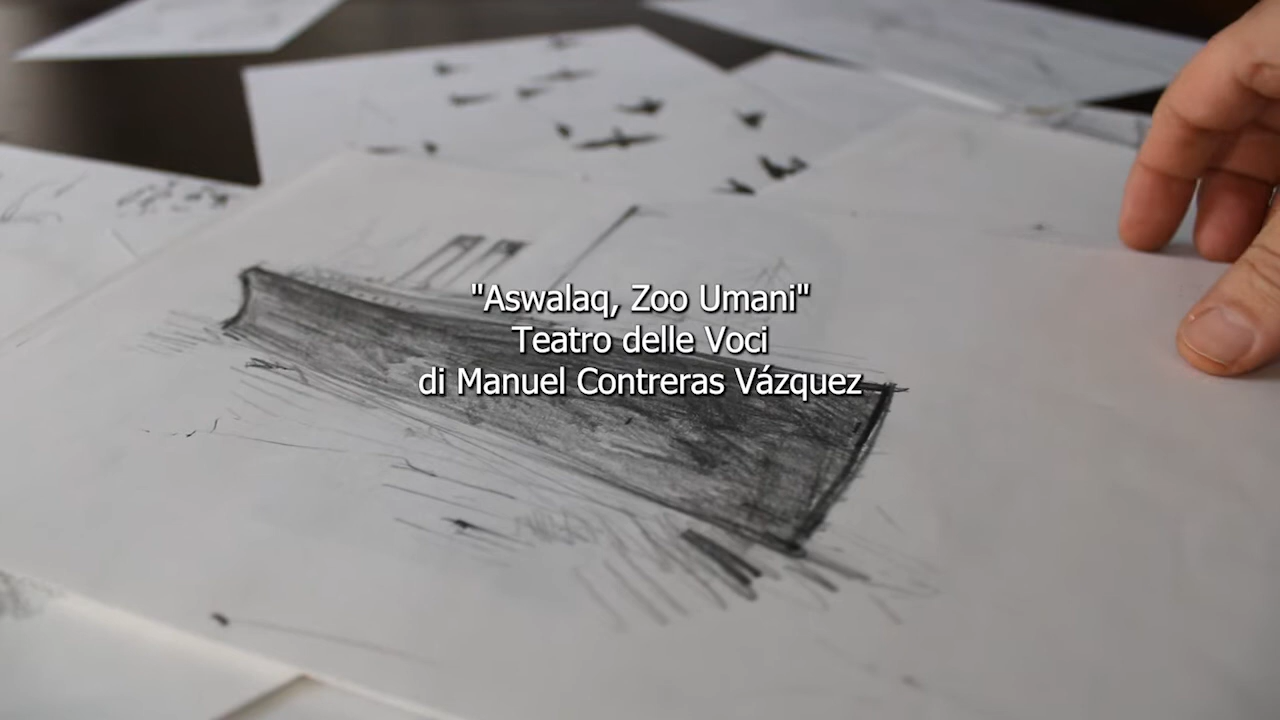 "Aswalaq, Zoo Umani"
Teatro delle Voci
di Manuel Contreras Vázquez